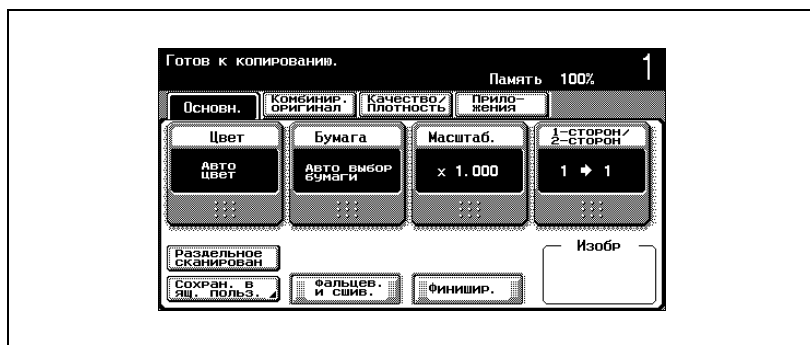 Готов к копированию.
1
Память 100%
Основн.
Комбинир.
оригинал
Качество/
плотность
Прило-
жения
Цвет
Бумага
Масштаб.
1-сторон/
2-сторон
Авто
цвет
Авто выбор
бумаги
x 1.000
1 → 1
Раздельное
сканирован
Изобр
Сохран. в
ящ. польз.
Фальцев.
и сшив.
Финишир.